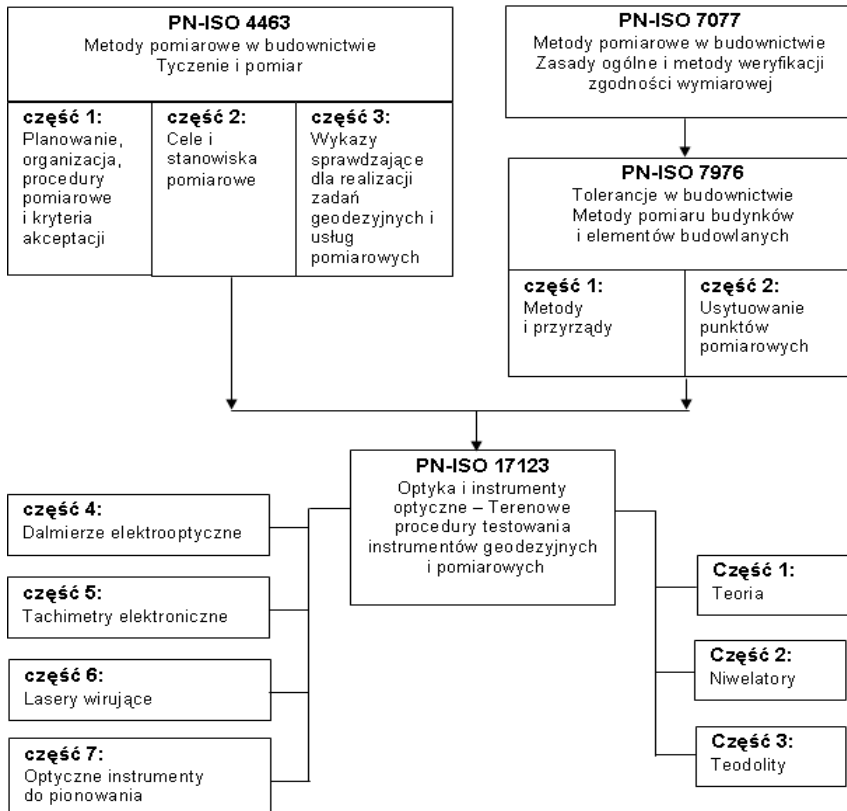 PN-ISO 4463
Metody pomiarowe w budownictwie
Tyczenie i pomiar
część 1:
Planowanie,
organizacja,
procedury
pomiarowe
i kryteria
akceptacji
część 2:
Cele i
stanowiska
pomiarowe
część 3:
Wykazy
sprawdzające
dla realizacji
zadań
geodezyjnych i
usług
pomiarowych
PN-ISO 7077
Metody pomiarowe w budownictwie
Zasady ogólne i metody weryfikacji
zgodności wymiarowej
PN-ISO 7976
Tolerancje w budownictwie
Metody pomiaru budynków
i elementów budowlanych
część 1:
Metody
i przyrządy
część 2:
Usytuowanie
punktów
pomiarowych
PN-ISO 17123
Optyka i instrumenty
optyczne – Terenowe
procedury testowania
instrumentów geodezyjnych
i pomiarowych
część 4:
Dalmierze elektrooptyczne
część 5:
Tachimetry elektroniczne
część 6:
Lasery wirujące
część 7:
Optyczne instrumenty
do pionowania
Część 1:
Teoria
Część 2:
Niwelatory
Część 3:
Teodolity